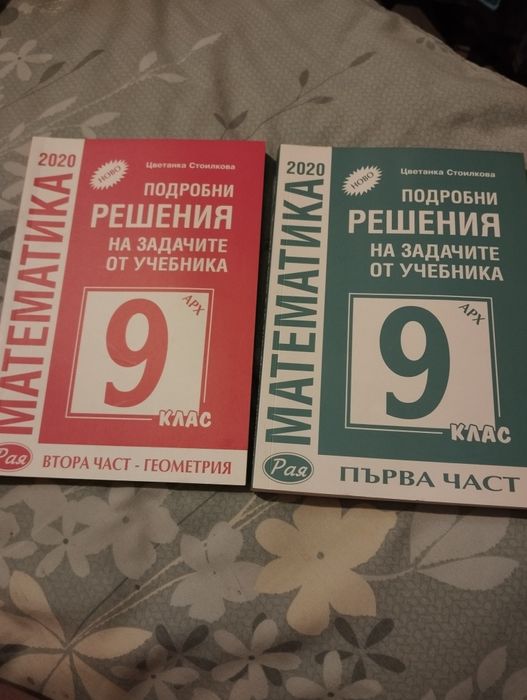 МАТЕМАТИКА 2020
НОВО
Цветанка Стоилкова
ПОДРОБНИ
РЕШЕНИЯ
НА ЗАДАЧИТЕ
ОТ УЧЕБНИКА
АРХ
9
КЛАС
Рая
ВТОРА ЧАСТ - ГЕОМЕТРИЯ
МАТЕМАТИКА 2020
НОВО
Цветанка Стоилкова
ПОДРОБНИ
РЕШЕНИЯ
НА ЗАДАЧИТЕ
ОТ УЧЕБНИКА
АРХ
9
КЛАС
Рая
ПЪРВА ЧАСТ